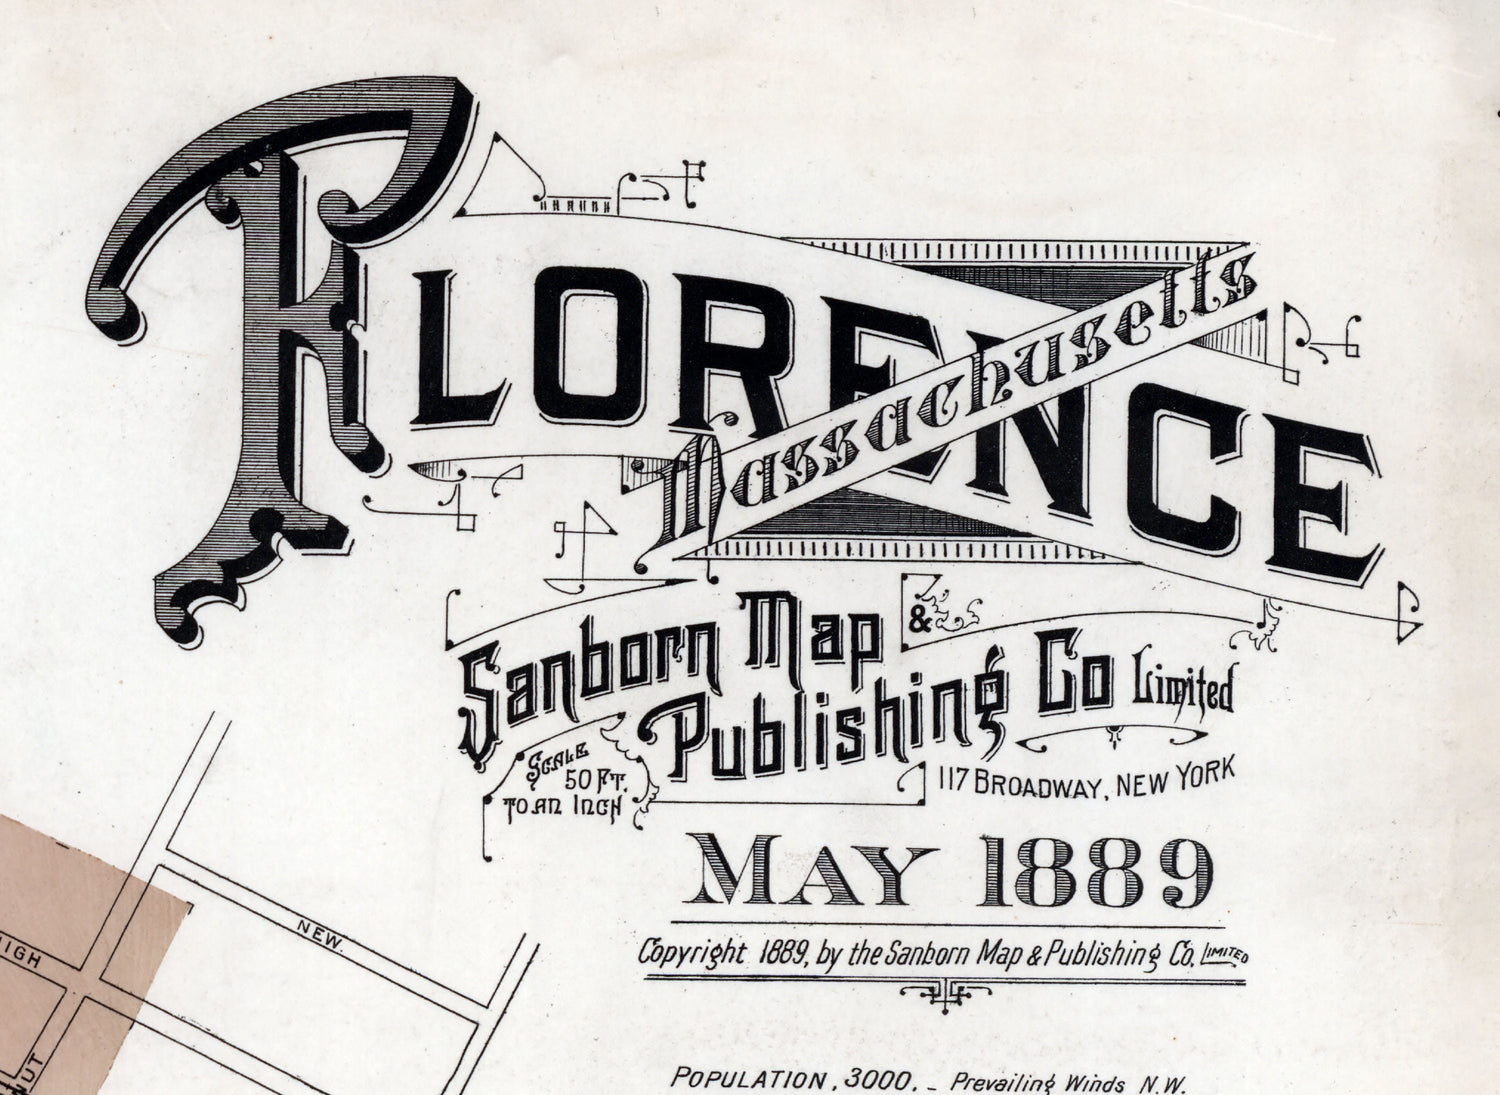 FLORENCE
Massachusetts
Sanborn Map &
Publishing Co Limited
SCALE
50 FT.
TO AN INCH
117 BROADWAY, NEW YORK
MAY 1889
Copyright 1889, by the Sanborn Map & Publishing Co. LIMITED
POPULATION, 3000. - Prevailing Winds N.W.
NEW
HIGH
NUT